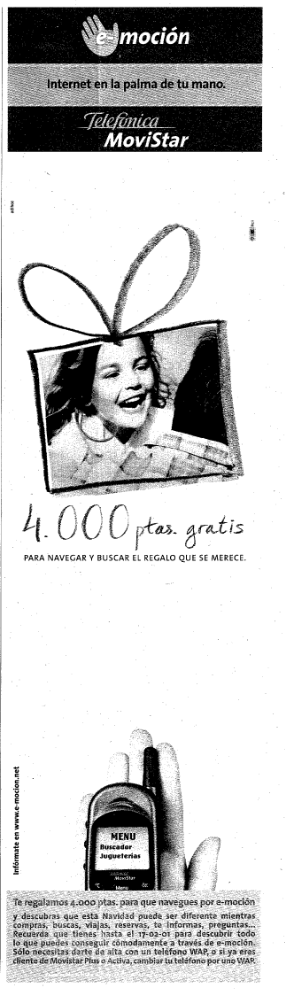 e-moción
Internet en la palma de tu mano.
Telefónica
MoviStar
4.000 ptas. gratis
PARA NAVEGAR Y BUSCAR EL REGALO QUE SE MERECE.
Infórmate en www.e-mocion.net
MoviStar
MENU
Buscador
Jugueterías
Menu
Te regalamos 4.000 ptas. para que navegues por e-moción
y descubras que esta Navidad puede ser diferente mientras
compras, buscas, viajas, reservas, te informas, preguntas...
Recuerda que tienes hasta el 17-02-01 para descubrir todo
lo que puedes conseguir cómodamente a través de e-moción.
Sólo necesitas darte de alta con un teléfono WAP, o si ya eres
cliente de Movistar Plus o Activa, cambiar tu teléfono por uno WAP.